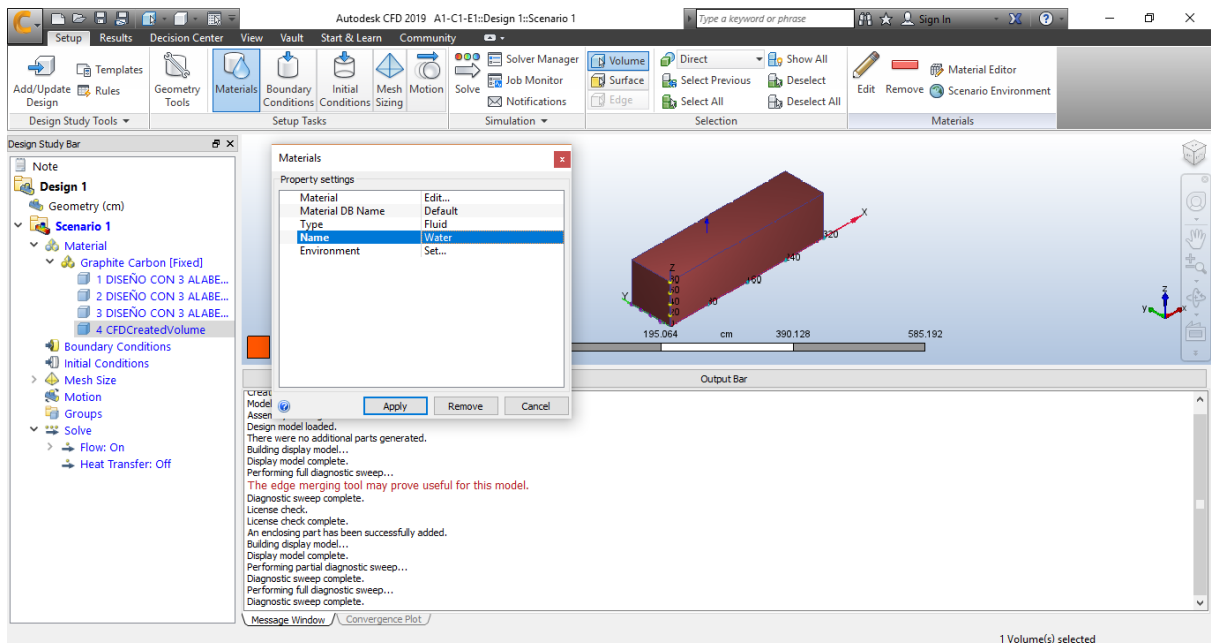 Autodesk CFD 2019 A1-C1-E1::Design 1::Scenario 1
Type a keyword or phrase
Sign In
Setup Results Decision Center View Vault Start & Learn Community
Add/Update Design
Templates
Rules
Geometry Tools
Materials
Boundary Conditions
Initial Conditions
Mesh Sizing
Motion
Solve
Solver Manager
Job Monitor
Notifications
Volume
Surface
Edge
Direct
Select Previous
Select All
Show All
Deselect
Deselect All
Edit
Remove
Material Editor
Scenario Environment
Design Study Tools
Setup Tasks
Simulation
Selection
Materials
Design Study Bar
Note
Design 1
Geometry (cm)
Scenario 1
Material
Graphite Carbon [Fixed]
1 DISEÑO CON 3 ALABE...
2 DISEÑO CON 3 ALABE...
3 DISEÑO CON 3 ALABE...
4 CFDCreatedVolume
Boundary Conditions
Initial Conditions
Mesh Size
Motion
Groups
Solve
Flow: On
Heat Transfer: Off
Materials
Property settings
Material Edit...
Material DB Name Default
Type Fluid
Name Water
Environment Set...
Apply Remove Cancel
X
320
Z
Y
195.064 cm 390.128 585.192
z
y
x
Output Bar
Model
Design model loaded.
There were no additional parts generated.
Building display model...
Display model complete.
Performing full diagnostic sweep...
The edge merging tool may prove useful for this model.
Diagnostic sweep complete.
License check.
License check complete.
An enclosing part has been successfully added.
Building display model...
Display model complete.
Performing partial diagnostic sweep...
Diagnostic sweep complete.
Performing full diagnostic sweep...
Diagnostic sweep complete.
Message Window Convergence Plot
1 Volume(s) selected